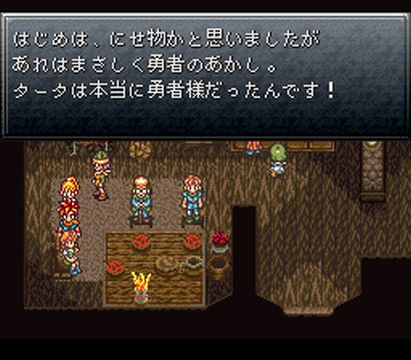 はじめは、にせ物かと思いましたが
あれはまさしく勇者のあかし。
タータは本当に勇者様だったんです！